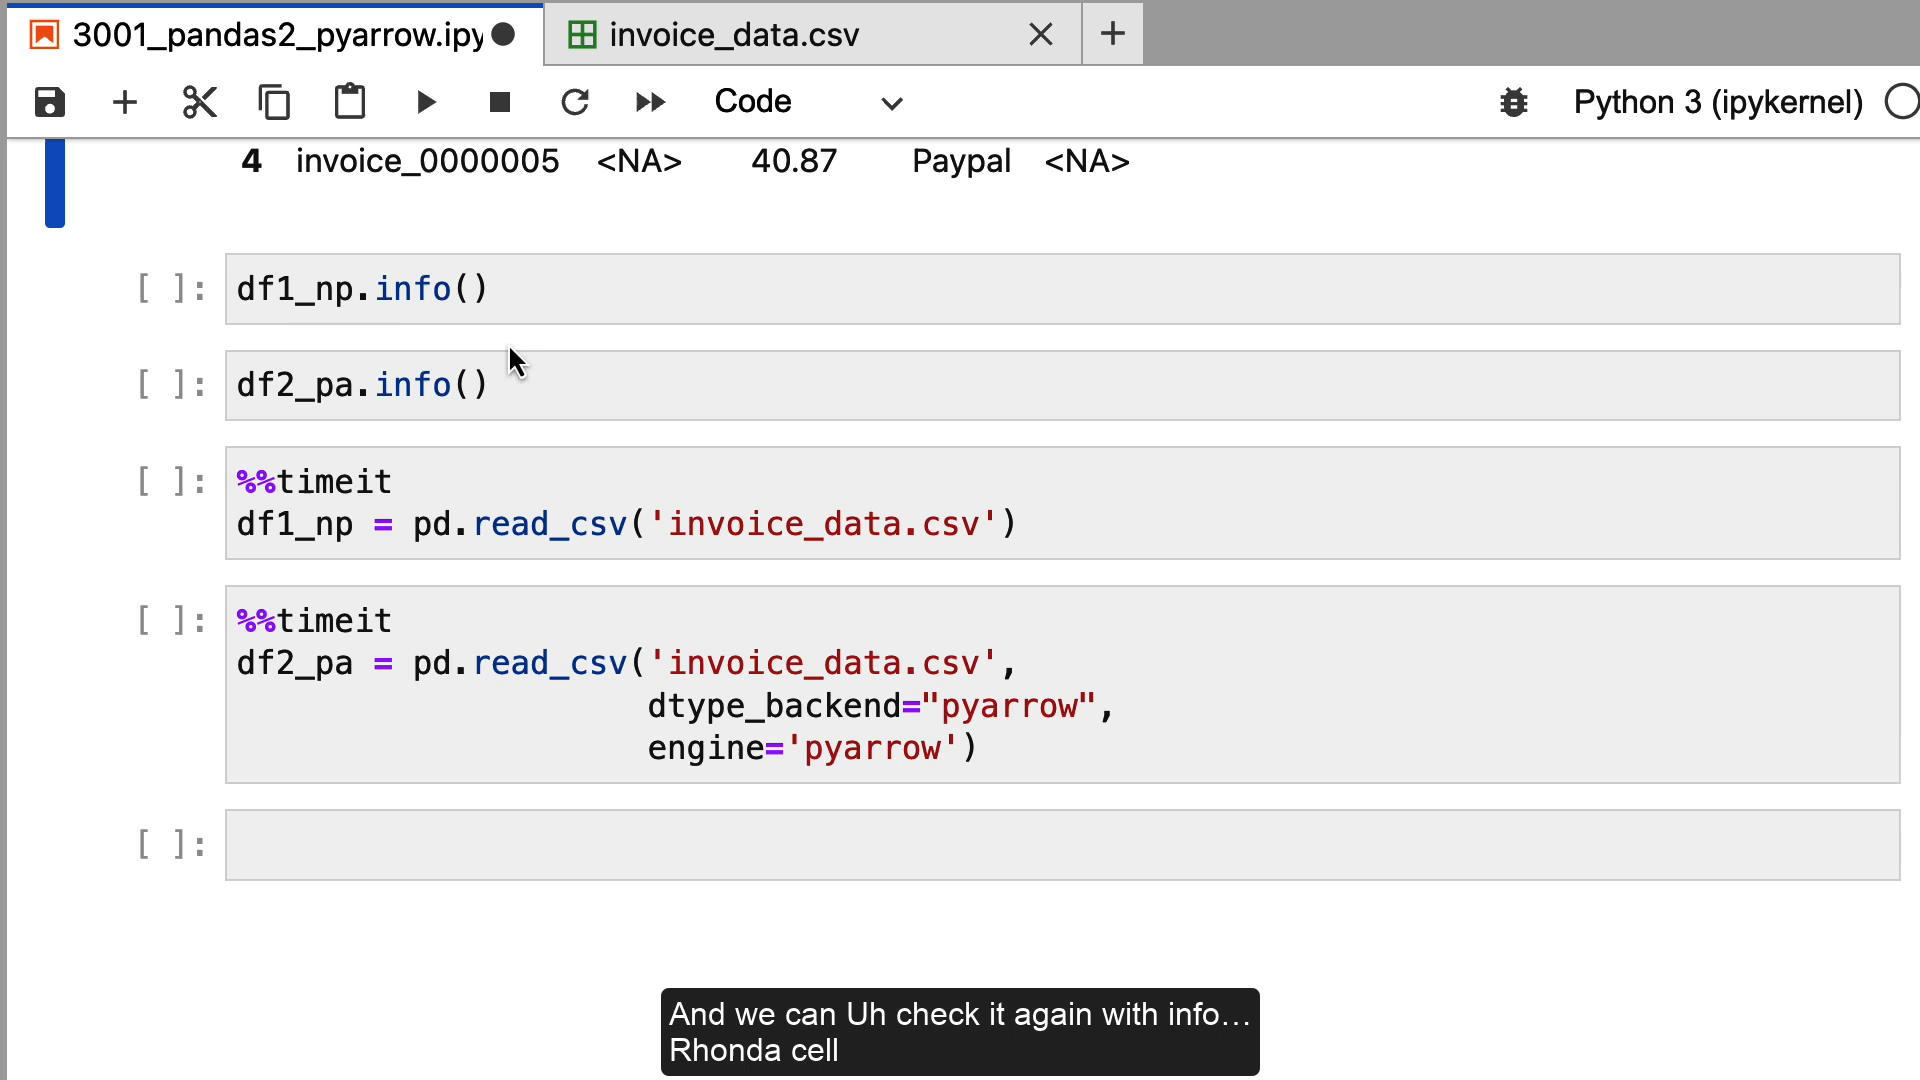 3001_pandas2_pyarrow.ipy
invoice_data.csv
Code
Python 3 (ipykernel)
4 invoice_0000005 <NA> 40.87 Paypal <NA>
[ ]: df1_np.info()
[ ]: df2_pa.info()
[ ]: %%timeit
df1_np = pd.read_csv('invoice_data.csv')
[ ]: %%timeit
df2_pa = pd.read_csv('invoice_data.csv',
dtype_backend="pyarrow",
engine='pyarrow')
[ ]:
And we can Uh check it again with info...
Rhonda cell